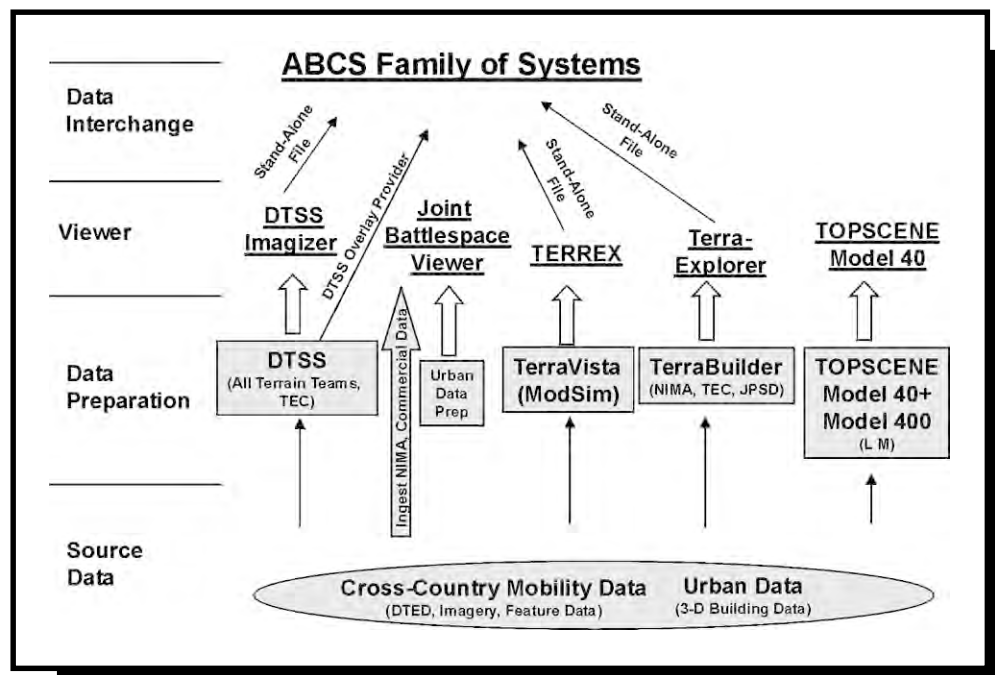 ABCS Family of Systems
Data
Interchange
Stand-Alone
File
DTSS Overlay Provider
Stand-Alone
File
Stand-Alone
File
Viewer
DTSS
Imagizer
Joint
Battlespace
Viewer
TERREX
Terra-
Explorer
TOPSCENE
Model 40
Data
Preparation
DTSS
(All Terrain Teams,
TEC)
Ingest NIMA, Commercial Data
Urban
Data
Prep
TerraVista
(ModSim)
TerraBuilder
(NIMA, TEC, JPSD)
TOPSCENE
Model 40+
Model 400
(L M)
Source
Data
Cross-Country Mobility Data
(DTED, Imagery, Feature Data)
Urban Data
(3-D Building Data)